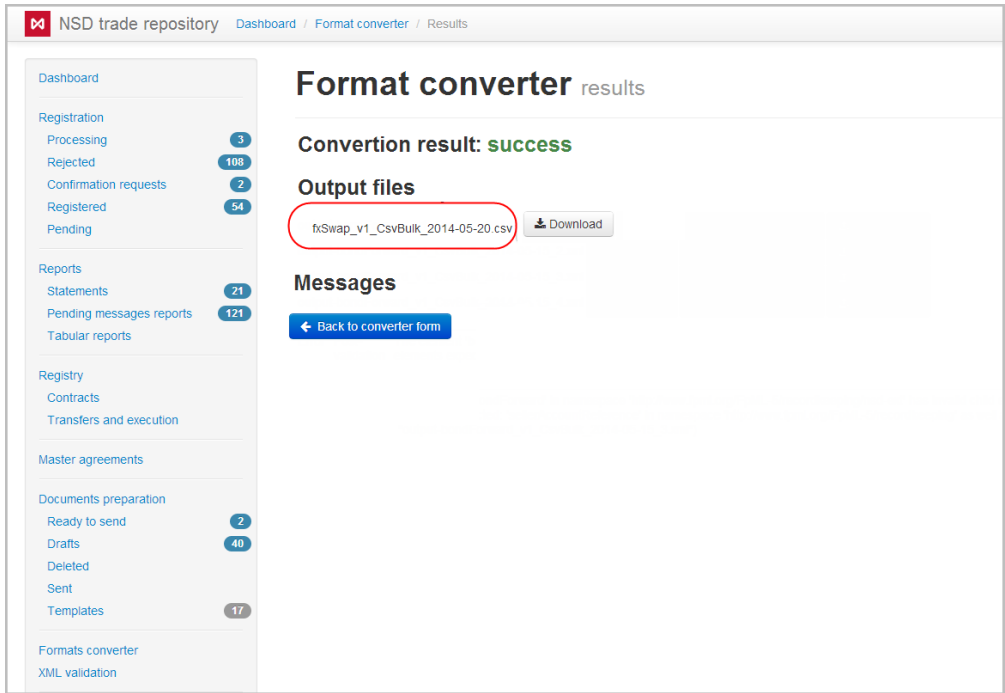 NSD trade repository Dashboard / Format converter / Results
Dashboard
Registration
Processing 3
Rejected 108
Confirmation requests 2
Registered 54
Pending
Reports
Statements 21
Pending messages reports 121
Tabular reports
Registry
Contracts
Transfers and execution
Master agreements
Documents preparation
Ready to send 2
Drafts 40
Deleted
Sent
Templates 17
Formats converter
XML validation
Format converter results
Convertion result: success
Output files
fxSwap_v1_CsvBulk_2014-05-20.csv Download
Messages
Back to converter form